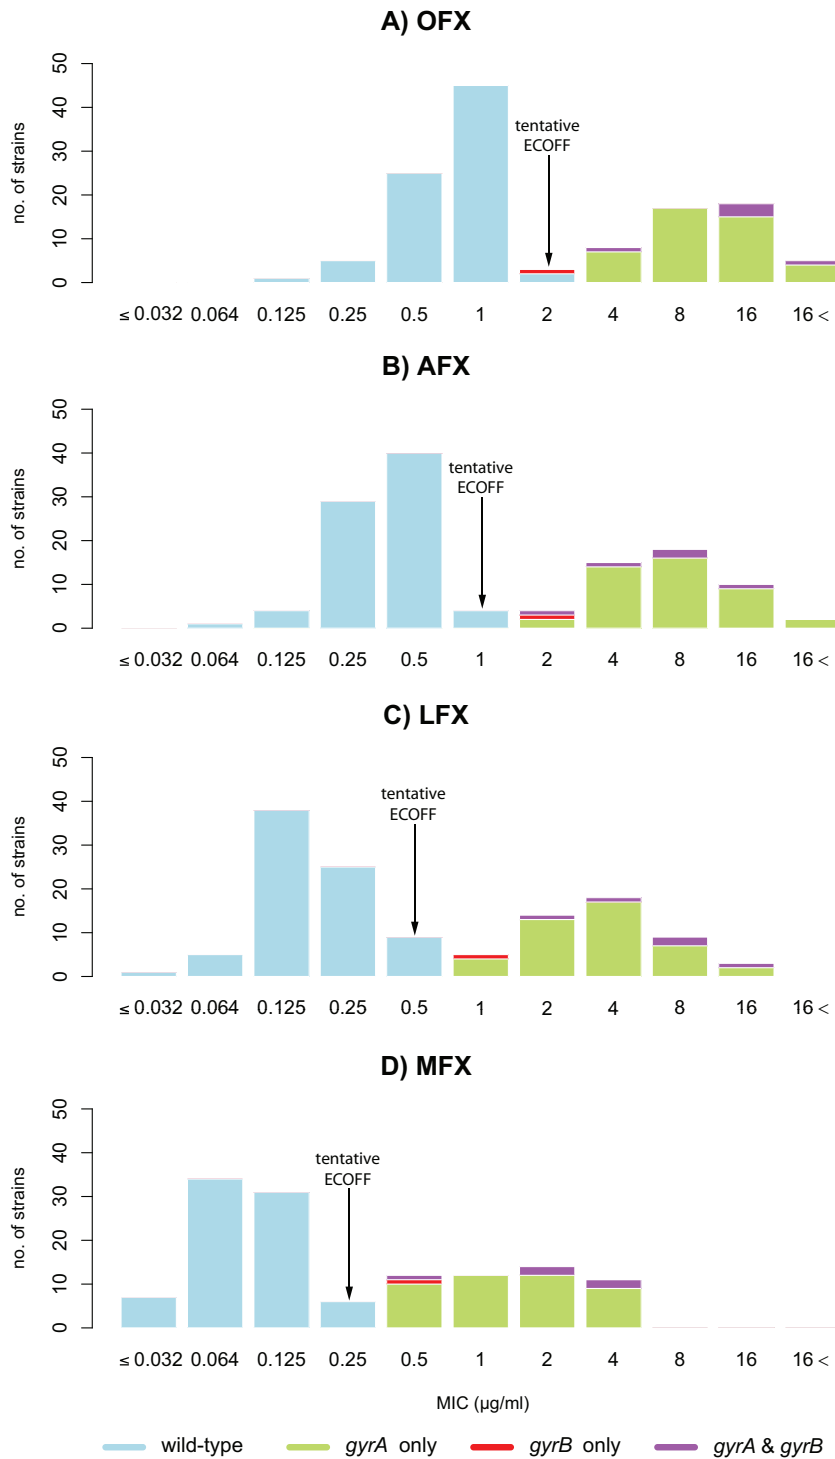 A) OFX
50
40
30
20
10
0
no. of strains
tentative
ECOFF
≤ 0.032 0.064 0.125 0.25 0.5 1 2 4 8 16 16 <
B) AFX
50
40
30
20
10
0
no. of strains
tentative
ECOFF
≤ 0.032 0.064 0.125 0.25 0.5 1 2 4 8 16 16 <
C) LFX
50
40
30
20
10
0
no. of strains
tentative
ECOFF
≤ 0.032 0.064 0.125 0.25 0.5 1 2 4 8 16 16 <
D) MFX
50
40
30
20
10
0
no. of strains
tentative
ECOFF
≤ 0.032 0.064 0.125 0.25 0.5 1 2 4 8 16 16 <
MIC (µg/ml)
wild-type gyrA only gyrB only gyrA & gyrB